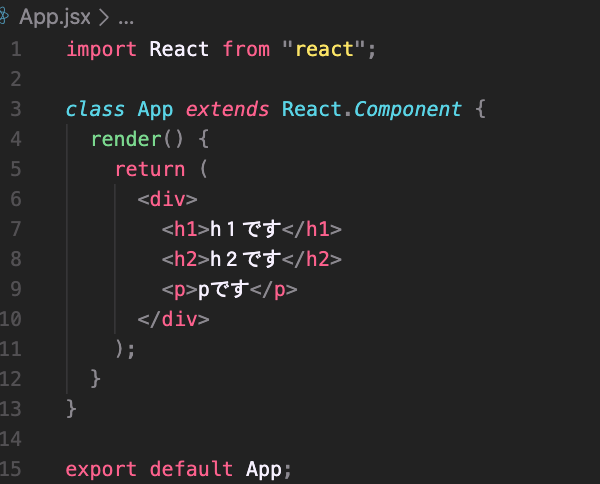 App.jsx > ...
1 import React from "react";
2
3 class App extends React.Component {
4   render() {
5     return (
6       <div>
7         <h1>h１です</h1>
8         <h2>h２です</h2>
9         <p>pです</p>
10       </div>
11     );
12   }
13 }
14
15 export default App;